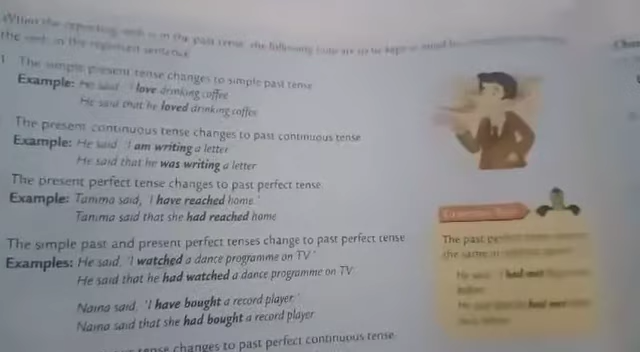 When the reporting verb is in the past tense, the following rules are to be kept in mind
the verb in the reported sentence
1 The simple present tense changes to simple past tense
Example: He said, 'I love drinking coffee
He said that he loved drinking coffee
The present continuous tense changes to past continuous tense
Example: He said, 'I am writing a letter
He said that he was writing a letter
The present perfect tense changes to past perfect tense
Example: Tanima said, 'I have reached home.'
Tanima said that she had reached home
The simple past and present perfect tenses change to past perfect tense
Examples: He said, 'I watched a dance programme on TV.'
He said that he had watched a dance programme on TV
Naina said, 'I have bought a record player.'
Naina said that she had bought a record player
tense changes to past perfect continuous tense.
The past
the same
He said, I had met
had met